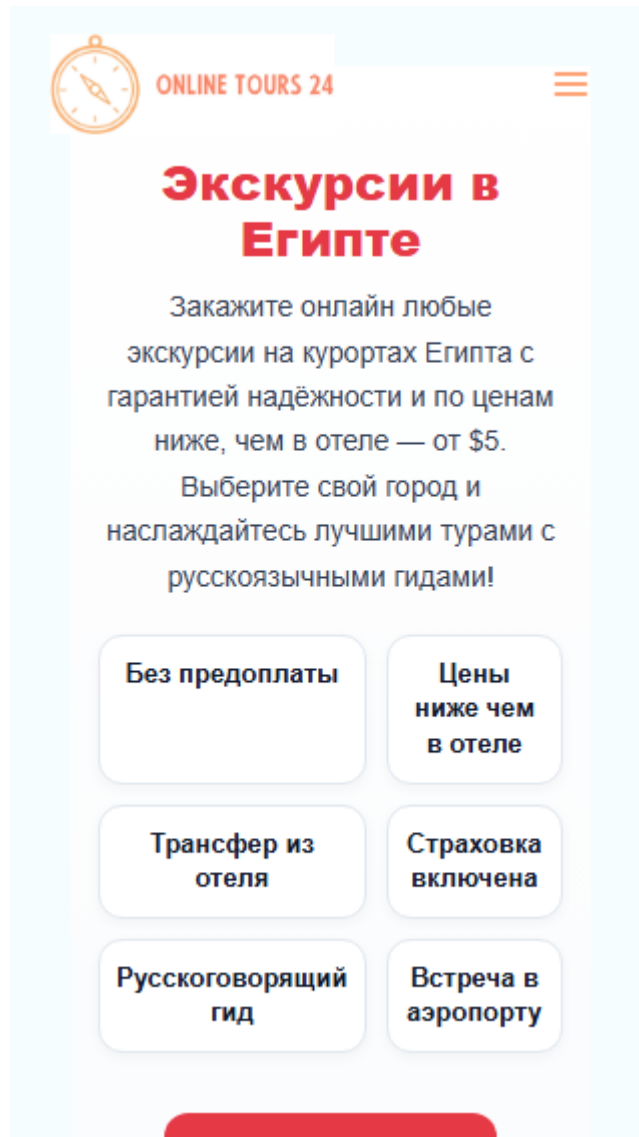 ONLINE TOURS 24
Экскурсии в
Египте
Закажите онлайн любые
экскурсии на курортах Египта с
гарантией надёжности и по ценам
ниже, чем в отеле — от $5.
Выберите свой город и
наслаждайтесь лучшими турами с
русскоязычными гидами!
Без предоплаты
Цены
ниже чем
в отеле
Трансфер из
отеля
Страховка
включена
Русскоговорящий
гид
Встреча в
аэропорту